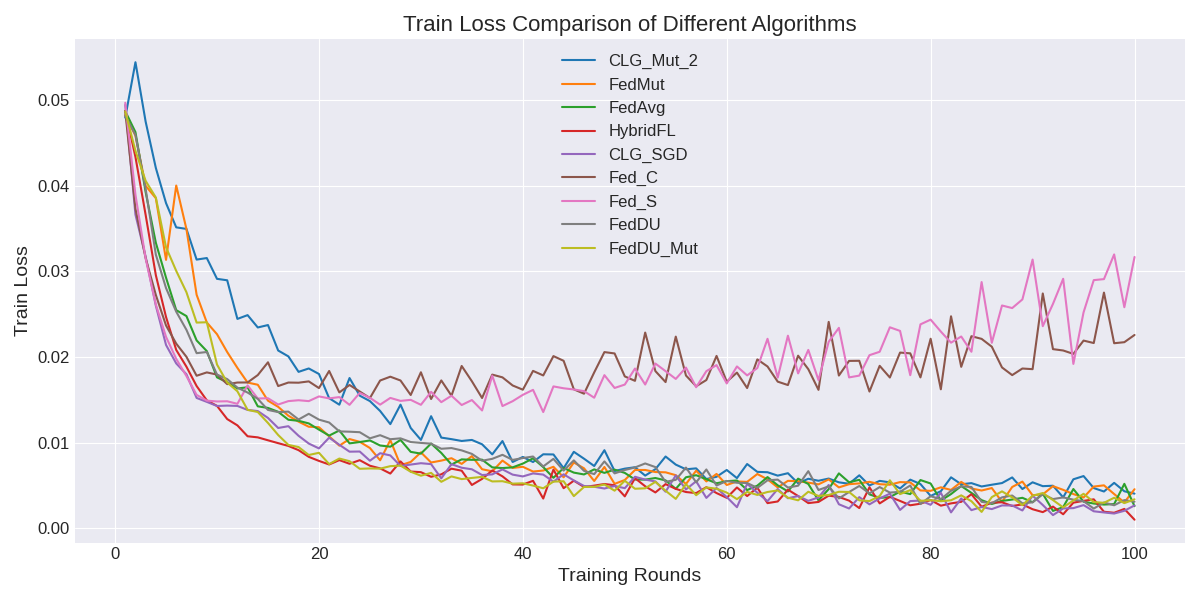 Train Loss Comparison of Different Algorithms
CLG_Mut_2
FedMut
FedAvg
HybridFL
CLG_SGD
Fed_C
Fed_S
FedDU
FedDU_Mut
Train Loss
0.05
0.04
0.03
0.02
0.01
0.00
0 20 40 60 80 100
Training Rounds